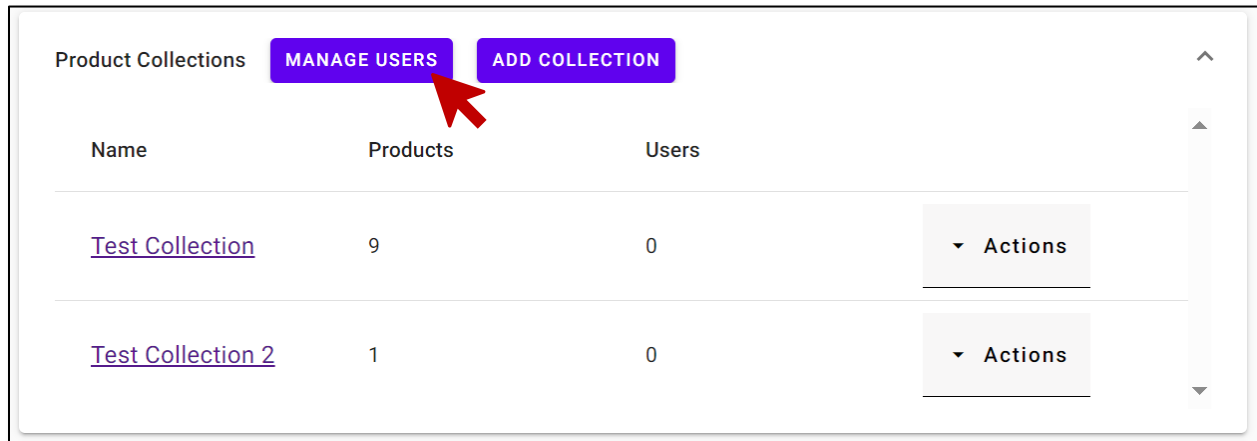 Product Collections MANAGE USERS ADD COLLECTION
Name Products Users
Test Collection 9 0 Actions
Test Collection 2 1 0 Actions